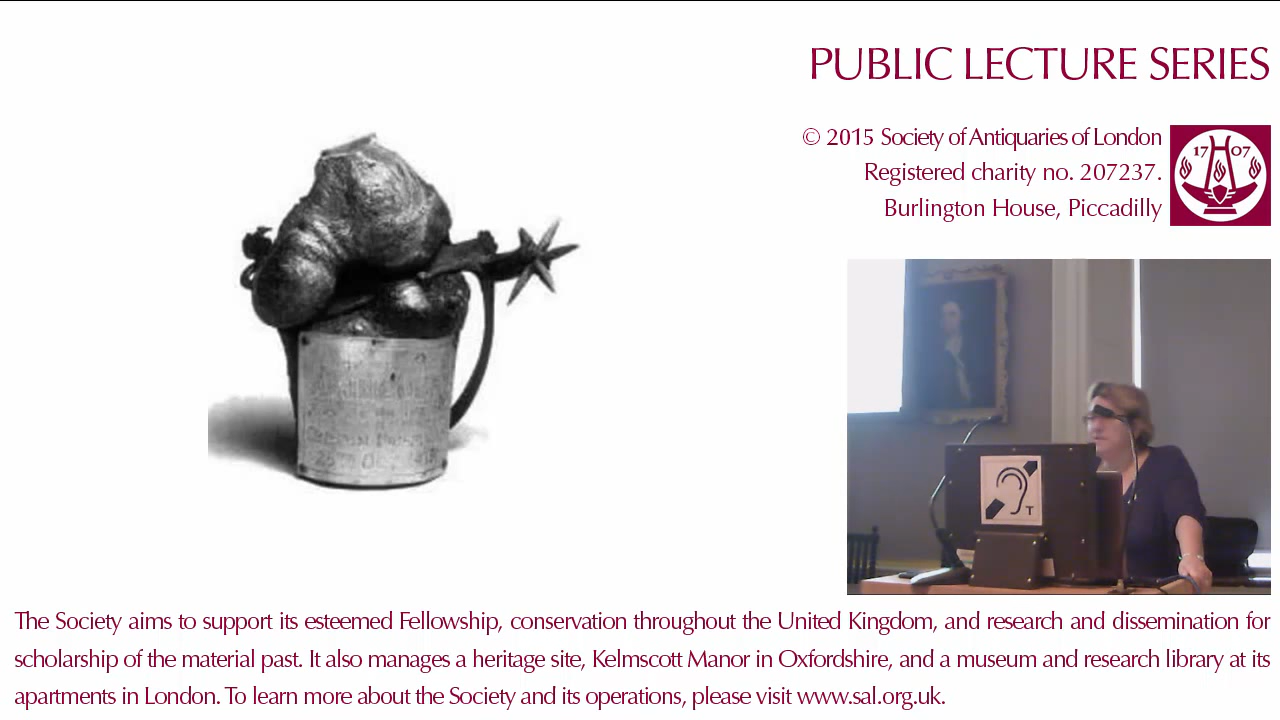 PUBLIC LECTURE SERIES
© 2015 Society of Antiquaries of London
Registered charity no. 207237.
Burlington House, Piccadilly
17 07
T
The Society aims to support its esteemed Fellowship, conservation throughout the United Kingdom, and research and dissemination for
scholarship of the material past. It also manages a heritage site, Kelmscott Manor in Oxfordshire, and a museum and research library at its
apartments in London. To learn more about the Society and its operations, please visit www.sal.org.uk.